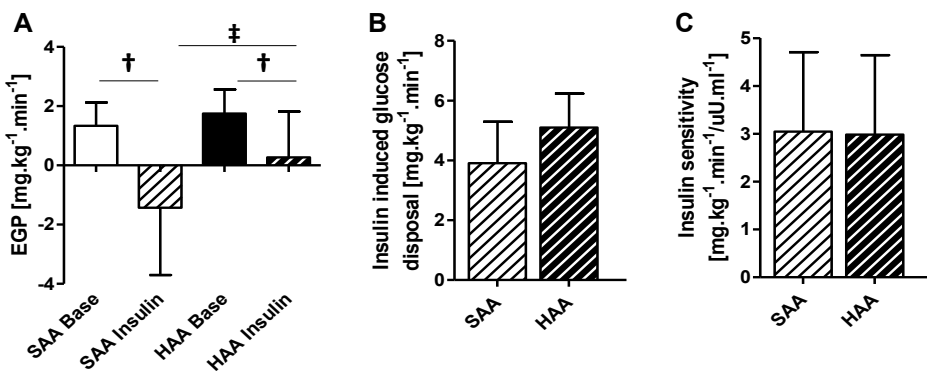 A
EGP [mg.kg⁻¹.min⁻¹]
4
2
0
-2
-4
†
‡
†
SAA Base
SAA Insulin
HAA Base
HAA Insulin
B
Insulin induced glucose
disposal [mg.kg⁻¹.min⁻¹]
8
6
4
2
0
SAA
HAA
C
Insulin sensitivity
[mg.kg⁻¹.min⁻¹/uU.ml⁻¹]
5
4
3
2
1
0
SAA
HAA